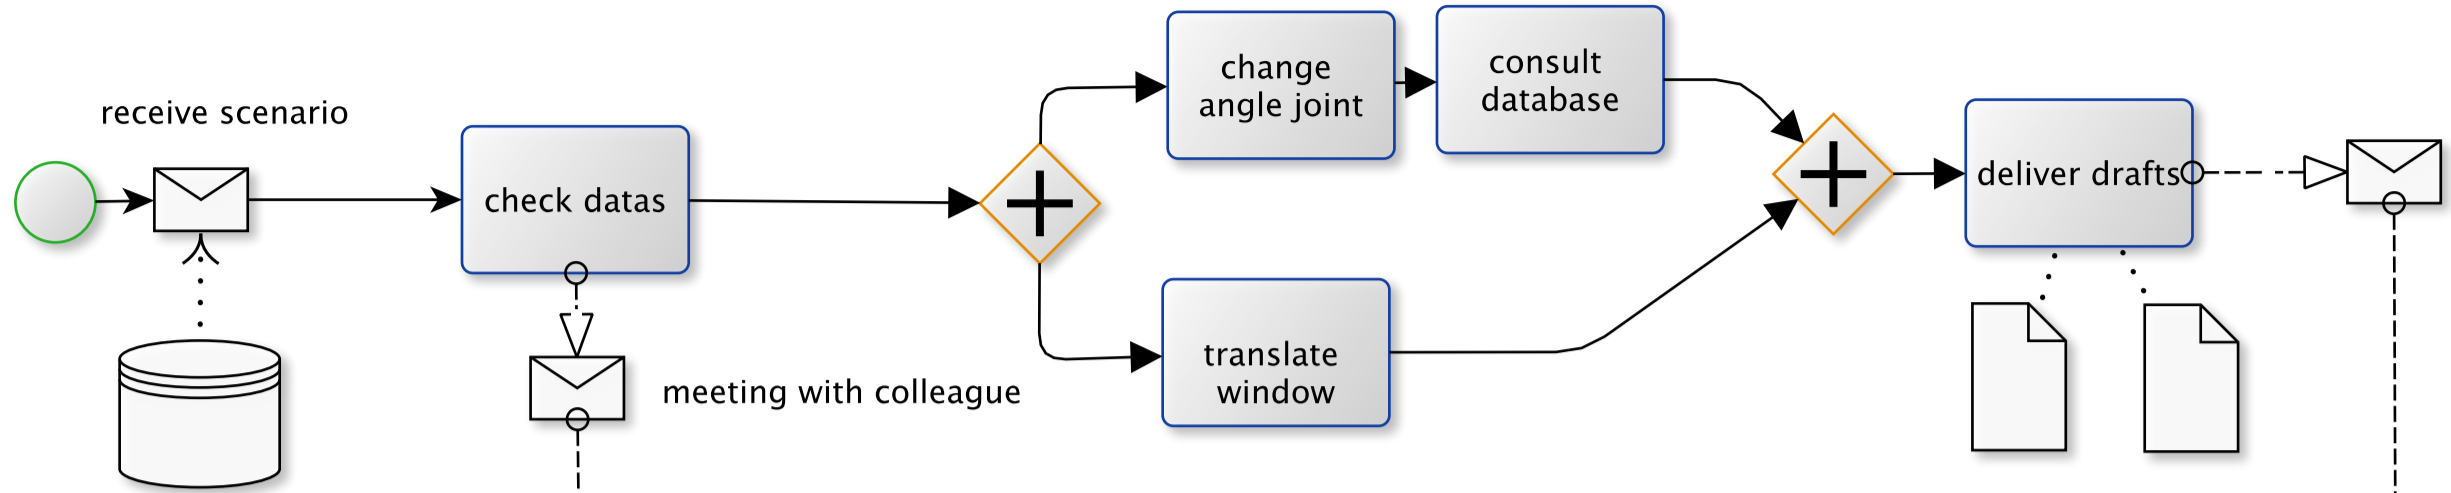 receive scenario
check datas
meeting with colleague
change
angle joint
consult
database
translate
window
deliver drafts